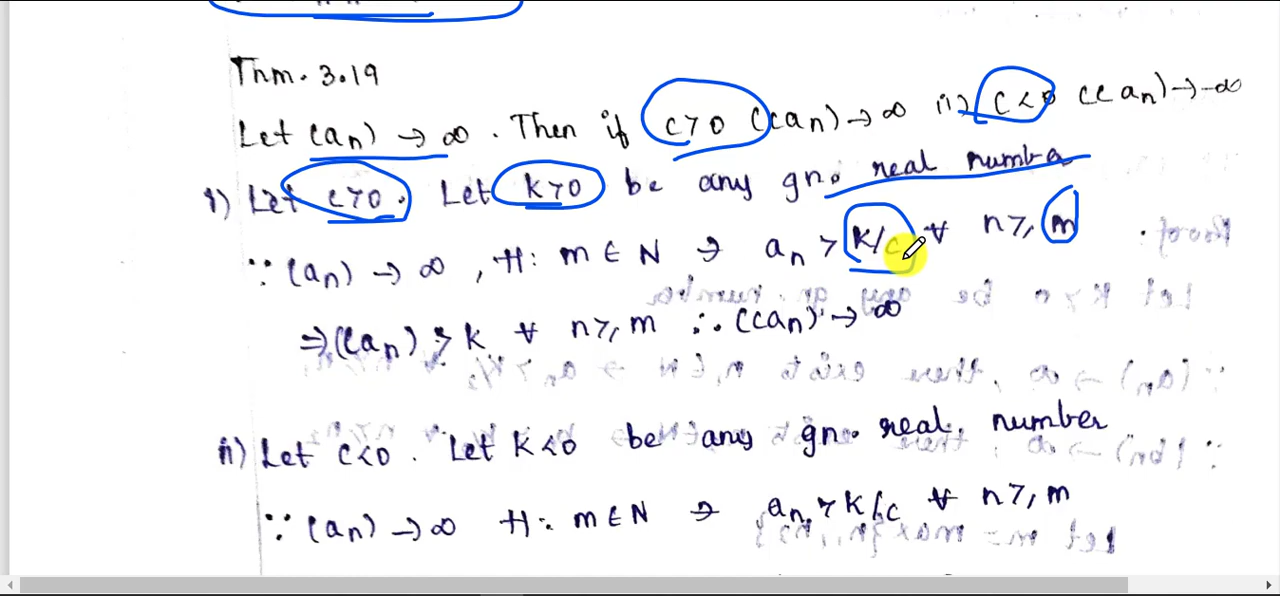 Thm. 3.19
Let (an) → ∞. Then if c>0 (can) → ∞ ii) c<0 (can) → -∞
i) Let c>0. Let k>0 be any gn. real number
∵ (an) → ∞, ∃: m ∈ N ∋ an > k/c ∀ n ≥ m
⇒ (can) > k ∀ n ≥ m ∴ (can) → ∞
ii) Let c<0. Let k<0 be any gn. real number
∵ (an) → ∞ ∃: m ∈ N ∋ an > k/c ∀ n ≥ m